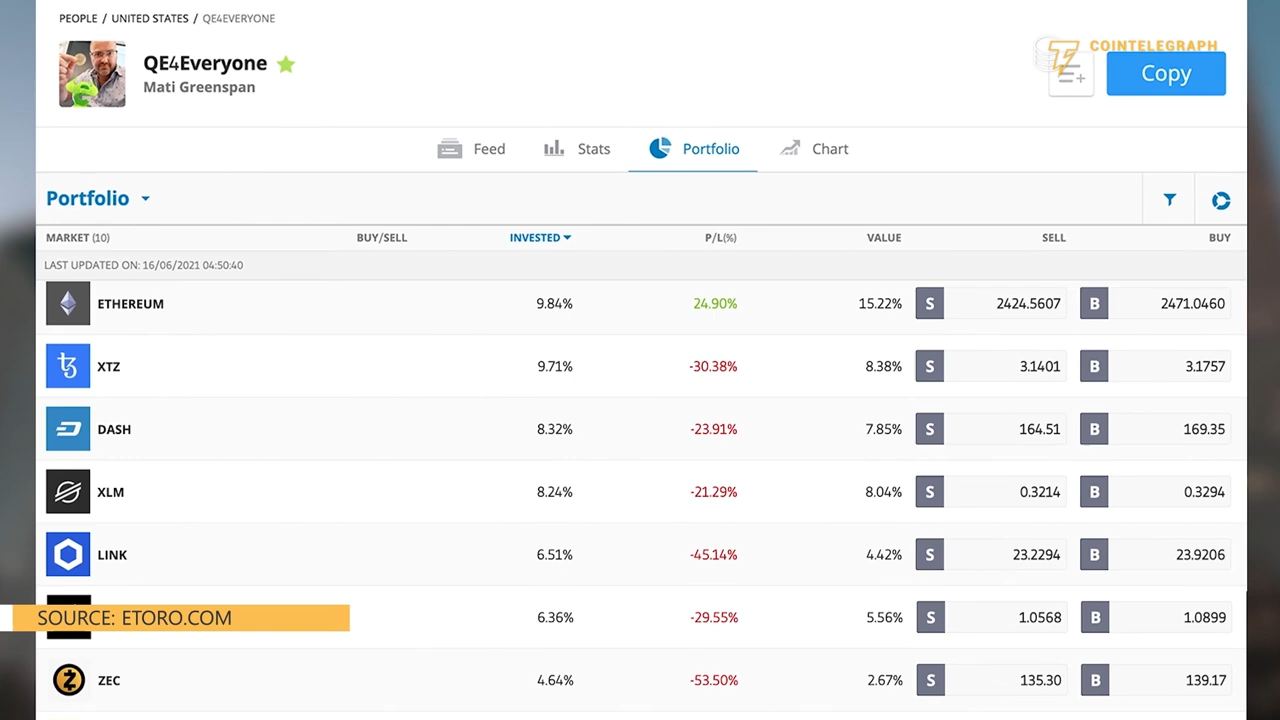 PEOPLE / UNITED STATES / QE4EVERYONE
COINTELEGRAPH
QE4Everyone
Mati Greenspan
Copy
Feed Stats Portfolio Chart
Portfolio
MARKET (10) BUY/SELL INVESTED P/L(%) VALUE SELL BUY
LAST UPDATED ON: 16/06/2021 04:50:40
ETHEREUM 9.84% 24.90% 15.22% S 2424.5607 B 2471.0460
XTZ 9.71% -30.38% 8.38% S 3.1401 B 3.1757
DASH 8.32% -23.91% 7.85% S 164.51 B 169.35
XLM 8.24% -21.29% 8.04% S 0.3214 B 0.3294
LINK 6.51% -45.14% 4.42% S 23.2294 B 23.9206
SOURCE: ETORO.COM 6.36% -29.55% 5.56% S 1.0568 B 1.0899
ZEC 4.64% -53.50% 2.67% S 135.30 B 139.17